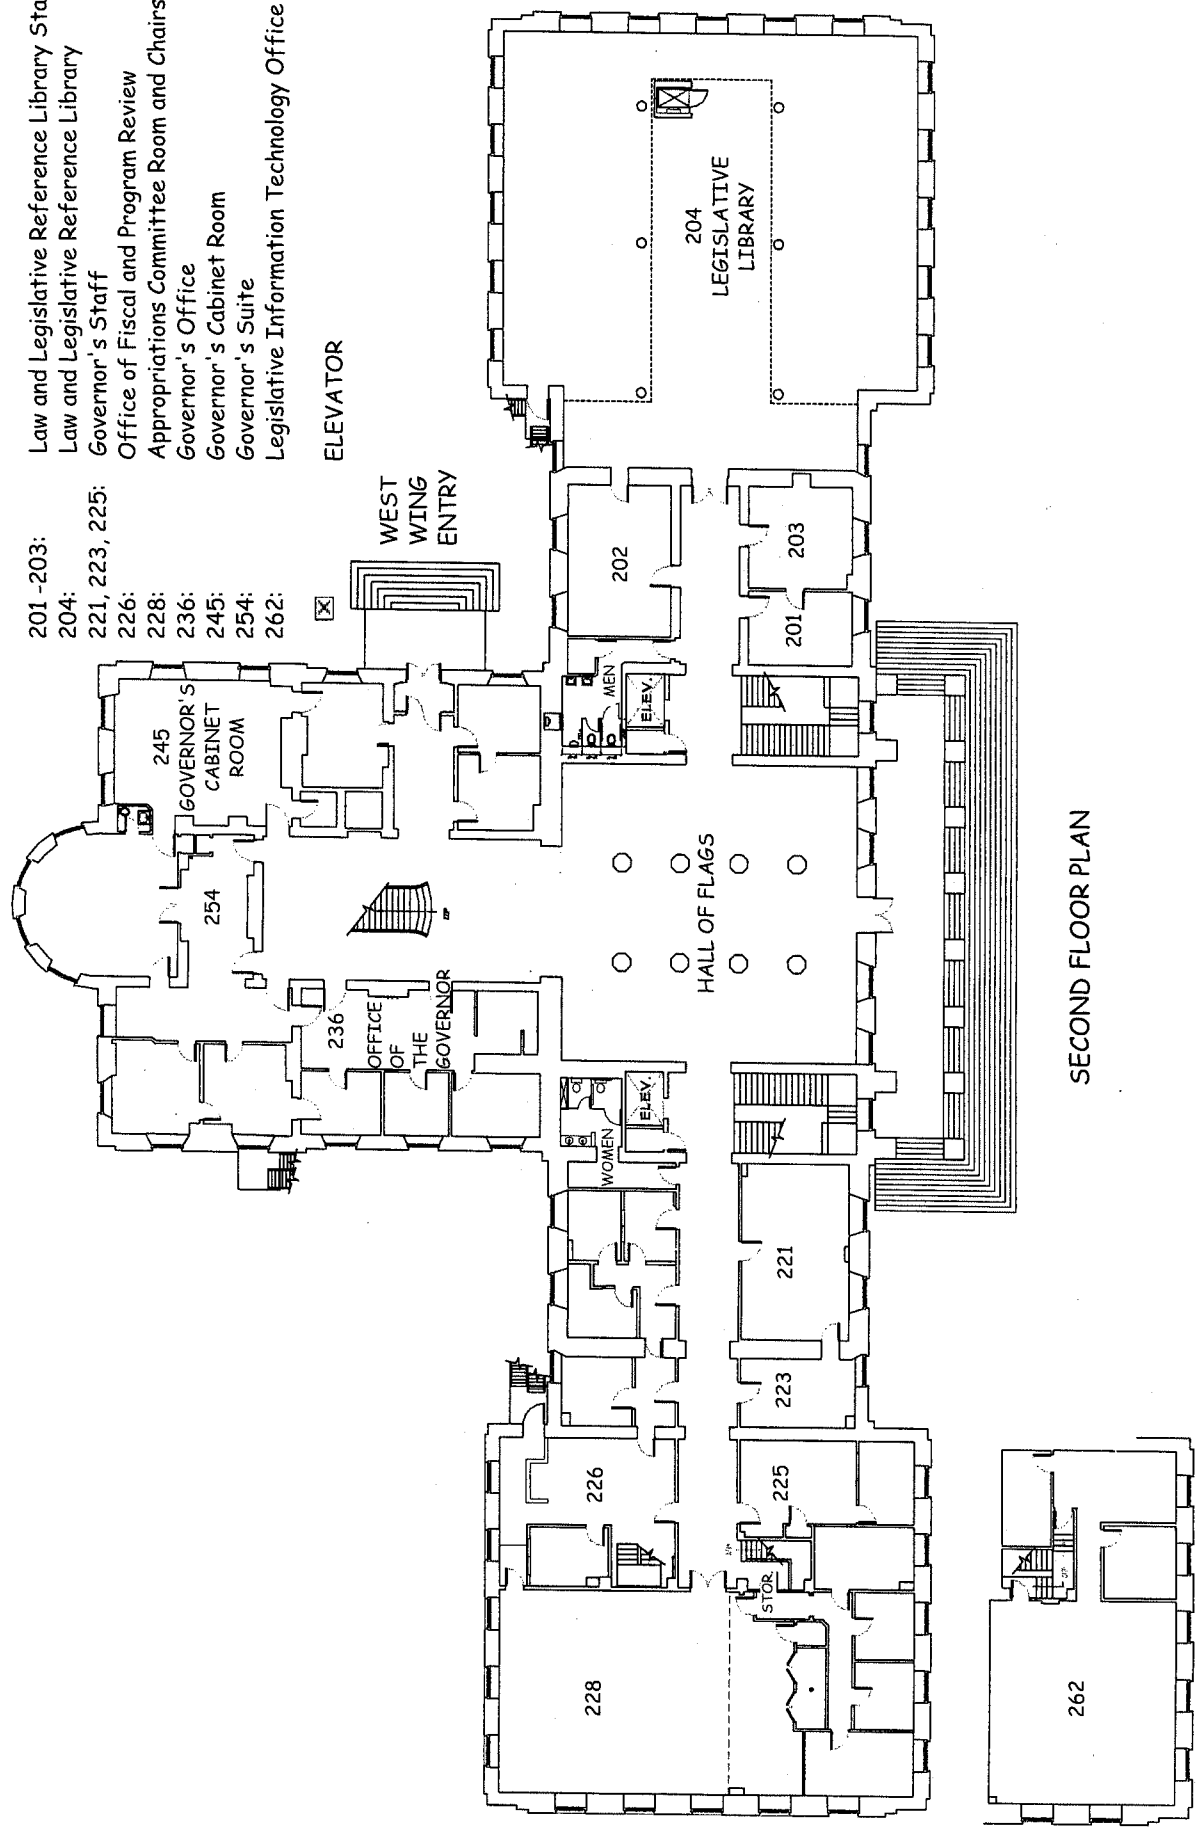 201-203: Law and Legislative Reference Library Sta
204: Law and Legislative Reference Library
221, 223, 225: Governor's Staff
226: Office of Fiscal and Program Review
228: Appropriations Committee Room and Chairs
236: Governor's Office
245: Governor's Cabinet Room
254: Governor's Suite
262: Legislative Information Technology Office
ELEVATOR
WEST
WING
ENTRY
245
GOVERNOR'S
CABINET
ROOM
254
236
OFFICE
OF
THE
GOVERNOR
204
LEGISLATIVE
LIBRARY
202
203
201
MEN
ELEV.
HALL OF FLAGS
WOMEN
ELEV.
221
223
226
225
STOR.
228
262
SECOND FLOOR PLAN